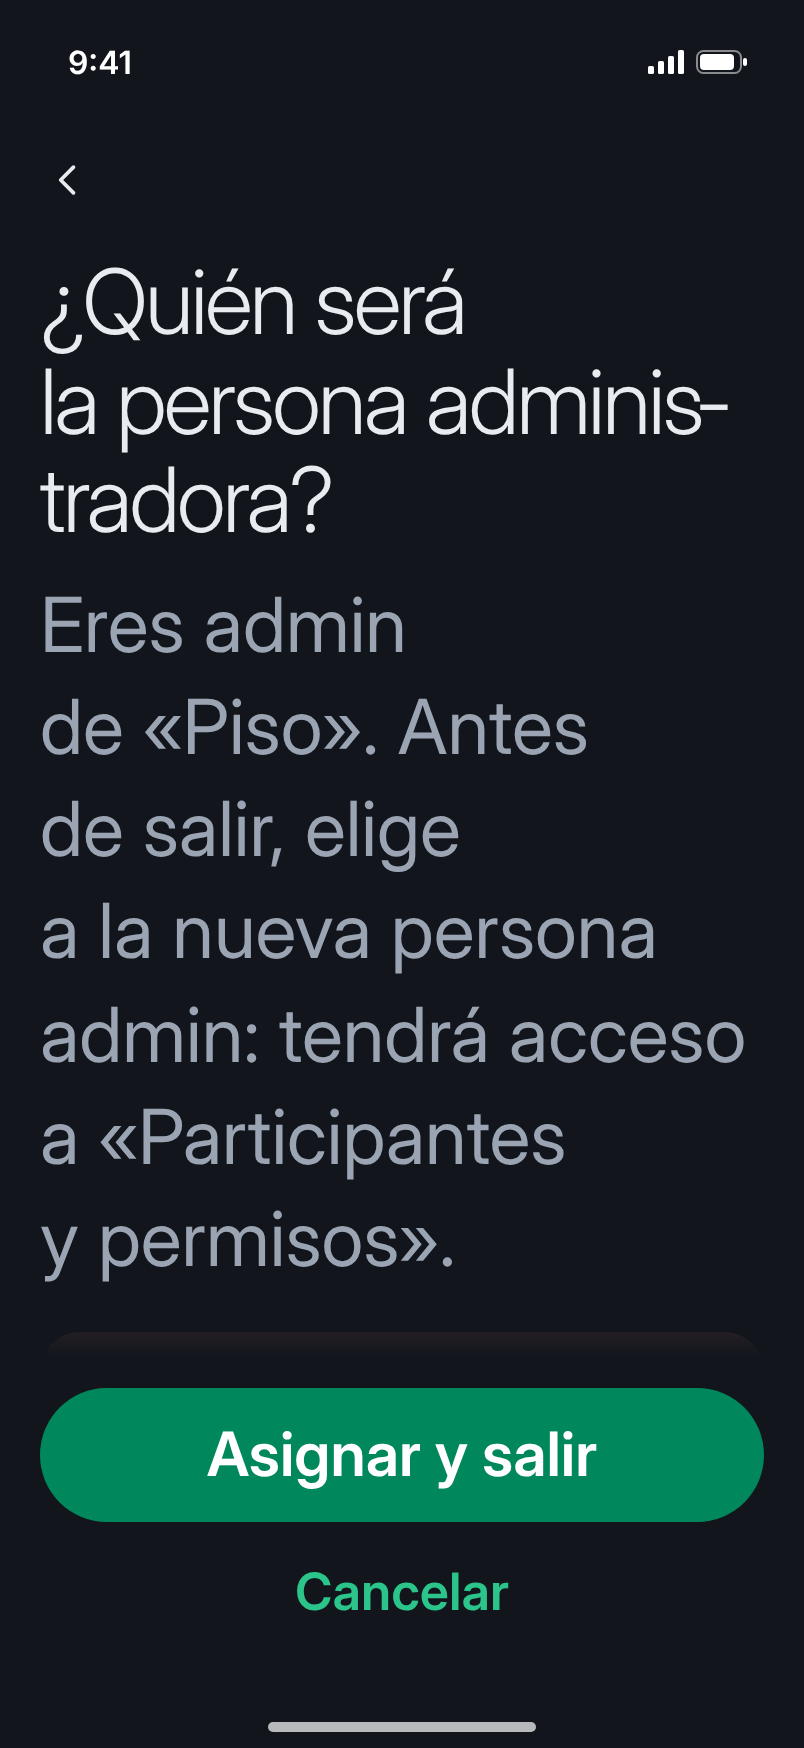 9:41
¿Quién será
la persona adminis-
tradora?
Eres admin
de «Piso». Antes
de salir, elige
a la nueva persona
admin: tendrá acceso
a «Participantes
y permisos».
Asignar y salir
Cancelar